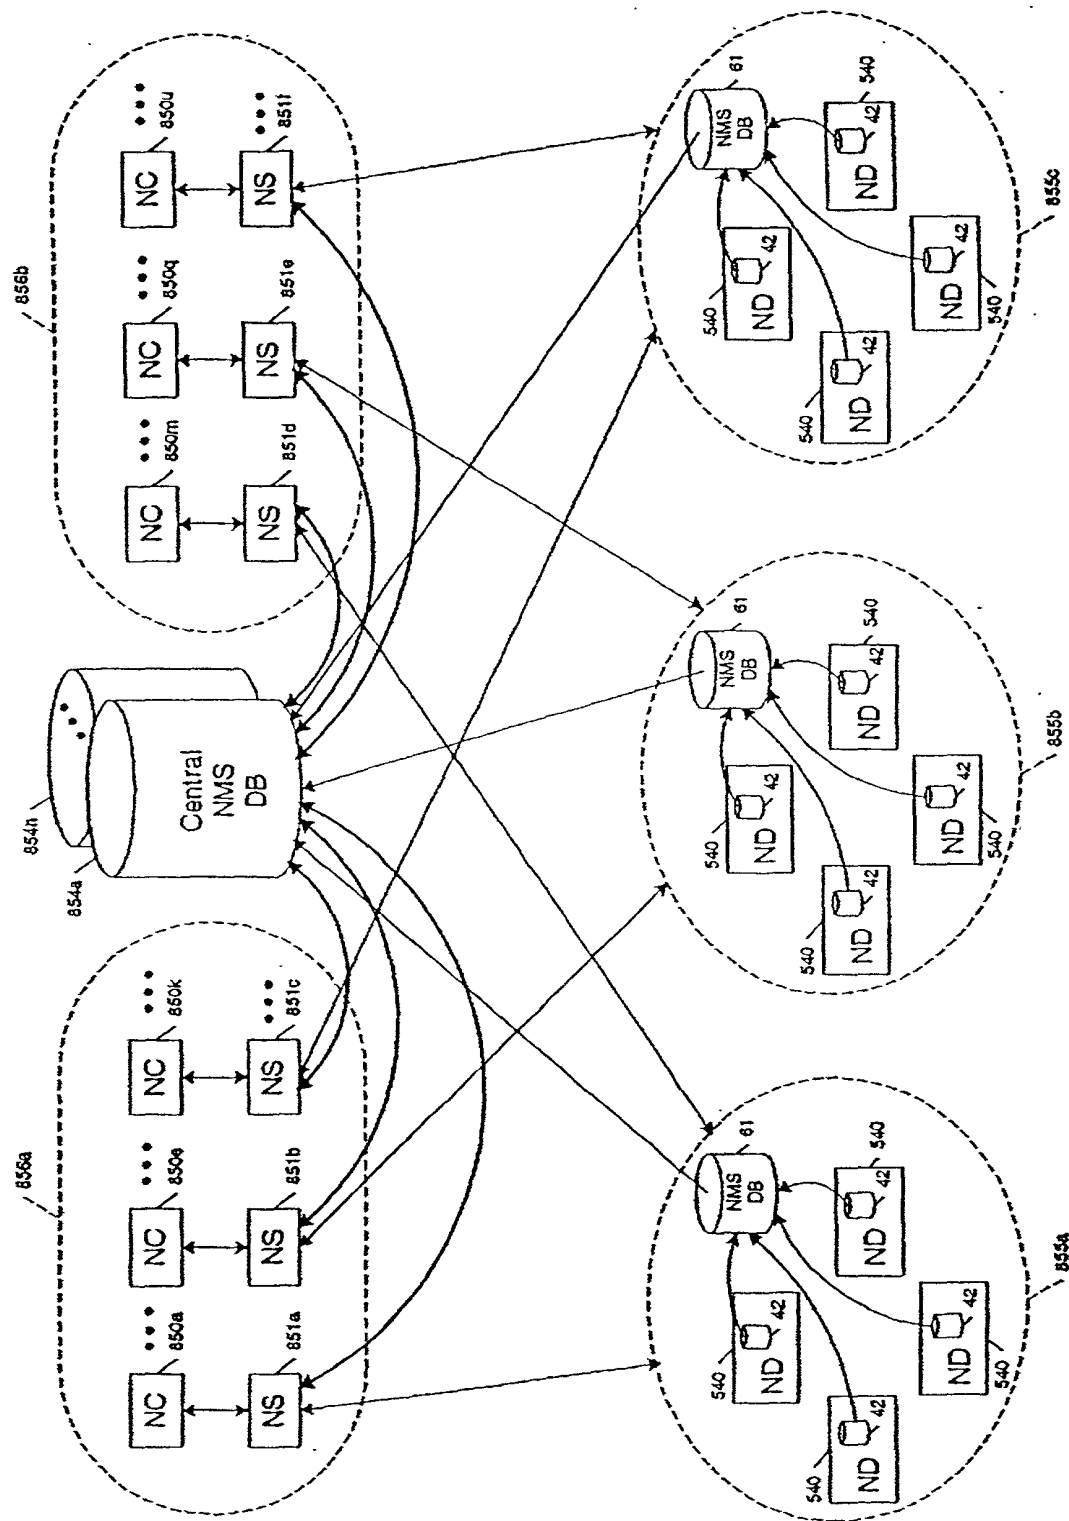 856a
NC
850a
NC
850e
NC
850k
NS
851a
NS
851b
NS
851c
854a
854n
Central
NMS
DB
856b
NC
850m
NC
850q
NC
850u
NS
851d
NS
851e
NS
851f
61
NMS
DB
540
ND
42
540
ND
42
540
ND
42
540
ND
42
855a
61
NMS
DB
540
ND
42
540
ND
42
540
ND
42
540
ND
42
855b
61
NMS
DB
540
ND
42
540
ND
42
540
ND
42
540
ND
42
855c